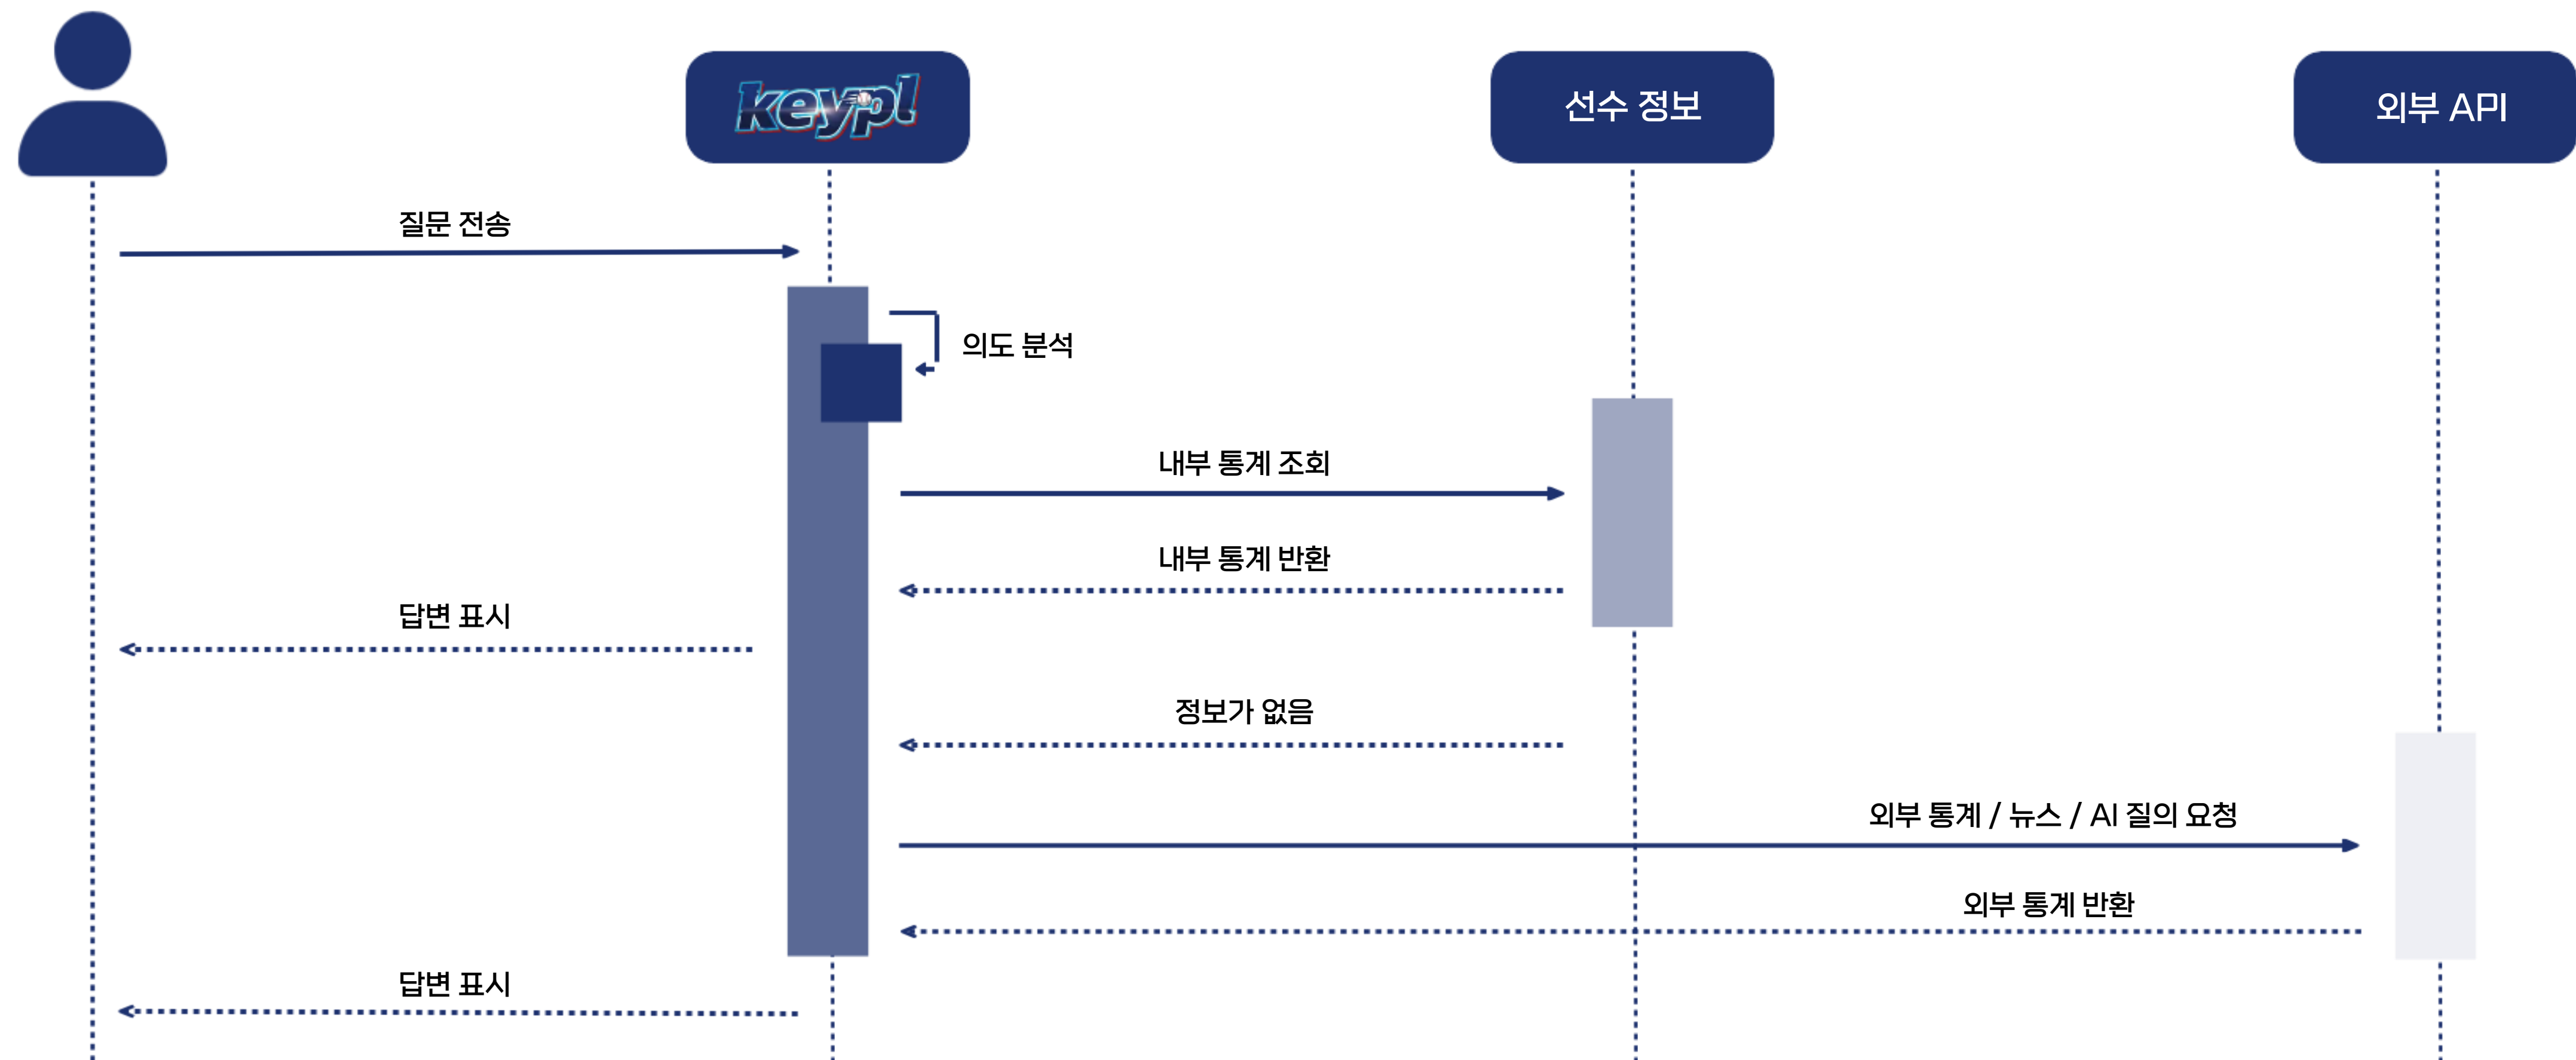 keypl
선수 정보
외부 API
질문 전송
의도 분석
내부 통계 조회
내부 통계 반환
답변 표시
정보가 없음
외부 통계 / 뉴스 / AI 질의 요청
외부 통계 반환
답변 표시